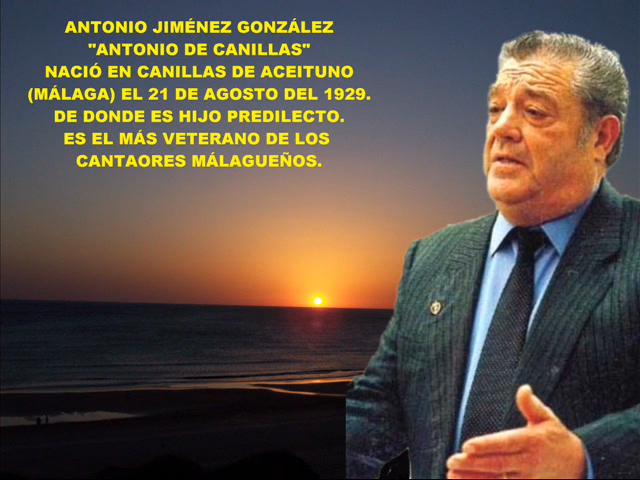 ANTONIO JIMÉNEZ GONZÁLEZ
"ANTONIO DE CANILLAS"
NACIÓ EN CANILLAS DE ACEITUNO
(MÁLAGA) EL 21 DE AGOSTO DEL 1929.
DE DONDE ES HIJO PREDILECTO.
ES EL MÁS VETERANO DE LOS
CANTAORES MÁLAGUEÑOS.